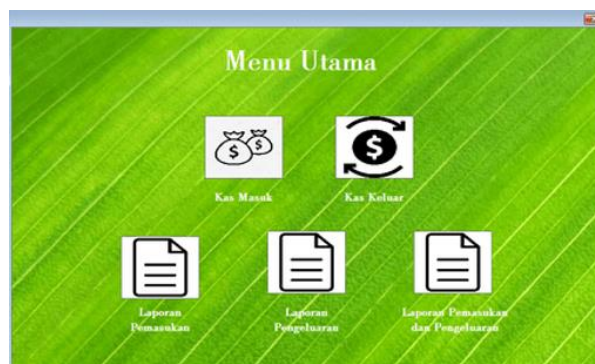 Menu Utama
$ $
$
Kas Masuk
Kas Keluar
Laporan
Pemasukan
Laporan
Pengeluaran
Laporan Pemasukan
dan Pengeluaran